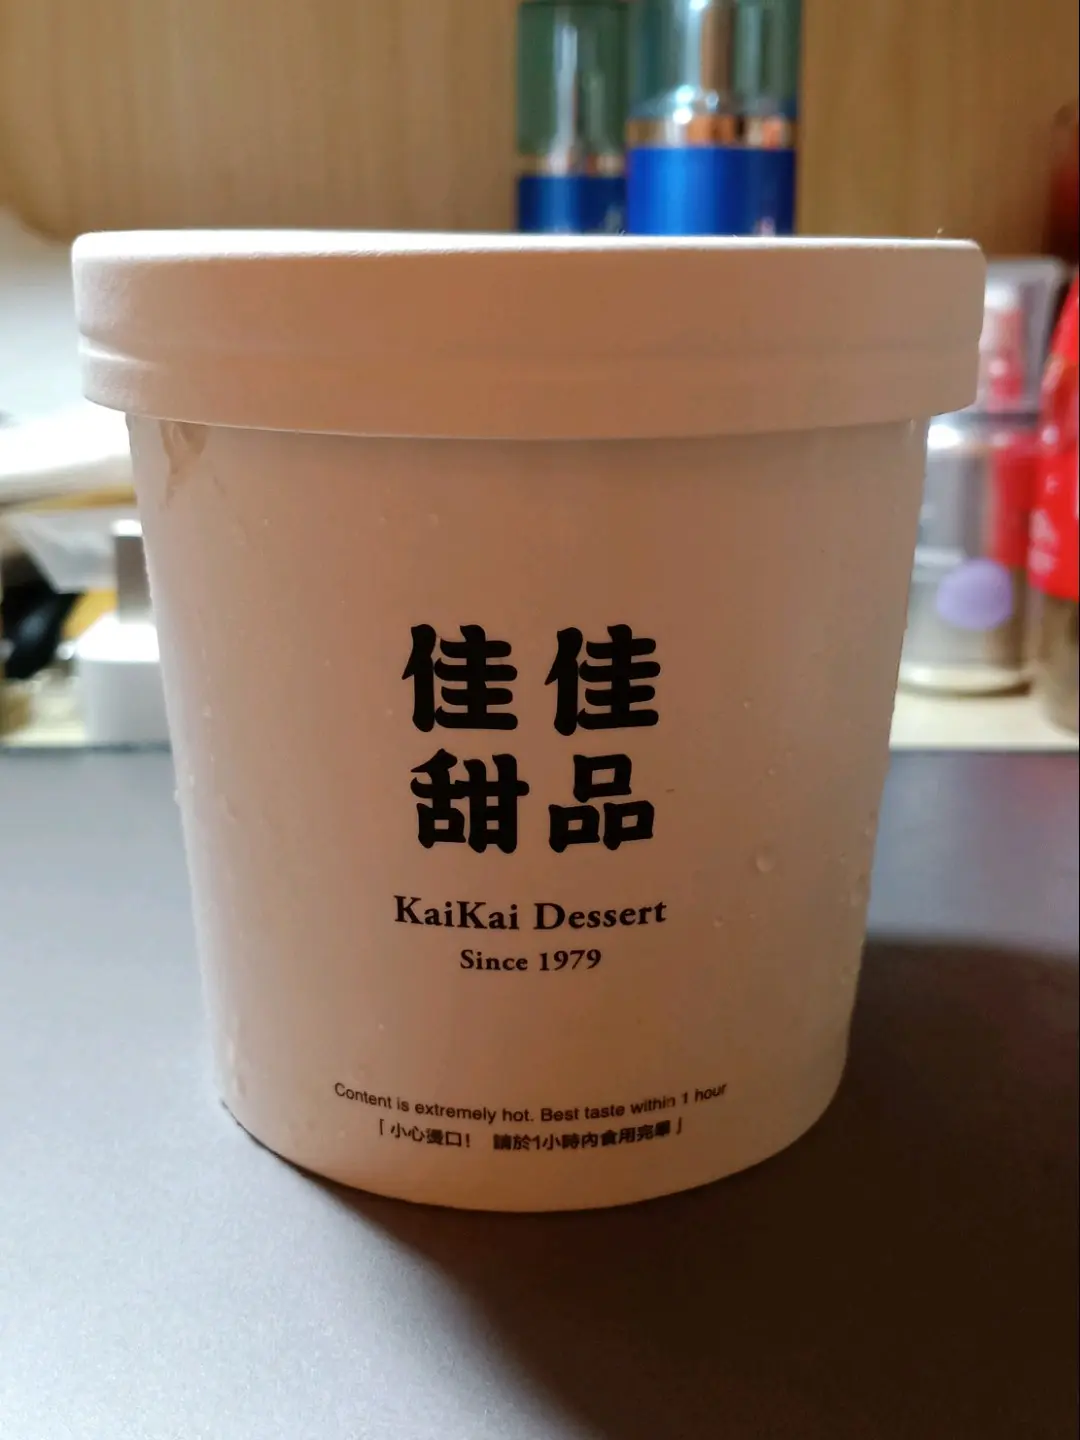 佳佳
甜品
KaiKai Dessert
Since 1979
Content is extremely hot. Best taste within 1 hour
「小心燙口! 請於1小時內食用完畢」